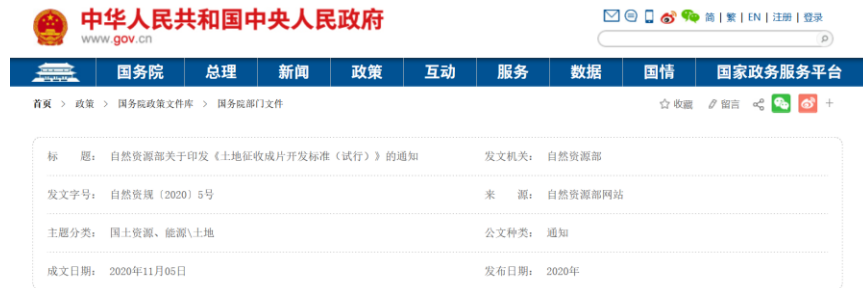 中华人民共和国中央人民政府
www.gov.cn
简 | 繁 | EN | 注册 | 登录
国务院 总理 新闻 政策 互动 服务 数据 国情 国家政务服务平台
首页 > 政策 > 国务院政策文件库 > 国务院部门文件 收藏 留言
标 题： 自然资源部关于印发《土地征收成片开发标准（试行）》的通知 发文机关： 自然资源部
发文字号： 自然资规〔2020〕5号 来 源： 自然资源部网站
主题分类： 国土资源、能源\土地 公文种类： 通知
成文日期： 2020年11月05日 发布日期： 2020年